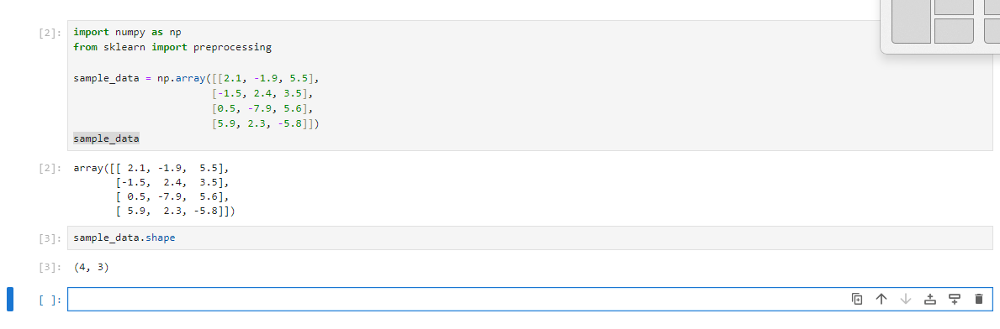 [2]: import numpy as np
from sklearn import preprocessing
sample_data = np.array([[2.1, -1.9, 5.5],
[-1.5, 2.4, 3.5],
[0.5, -7.9, 5.6],
[5.9, 2.3, -5.8]])
sample_data
[2]: array([[ 2.1, -1.9,  5.5],
[-1.5,  2.4,  3.5],
[ 0.5, -7.9,  5.6],
[ 5.9,  2.3, -5.8]])
[3]: sample_data.shape
[3]: (4, 3)
[ ]: